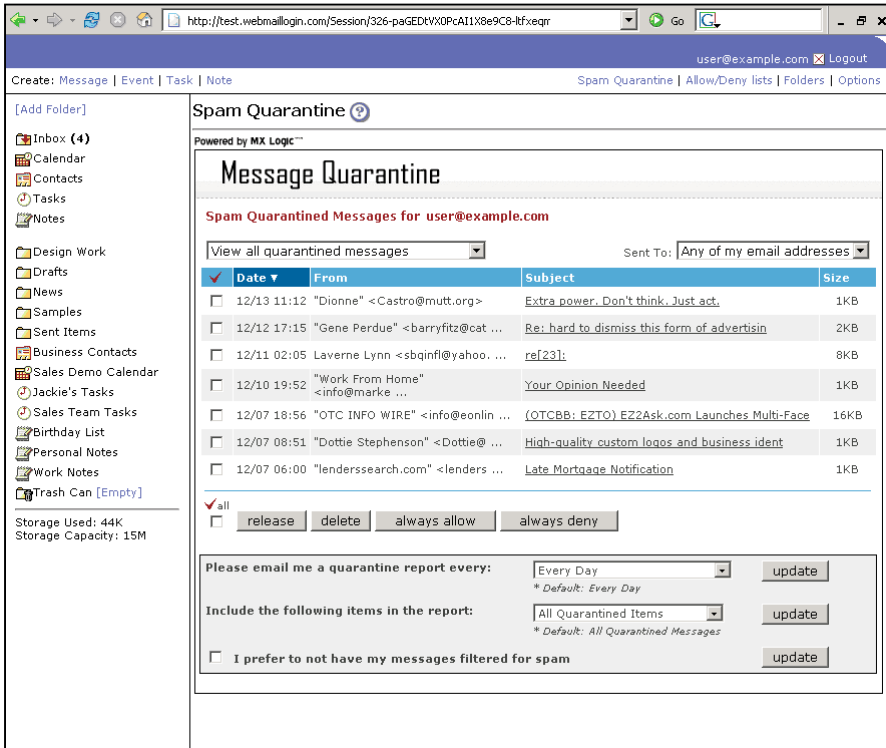 http://test.webmaillogin.com/Session/326-paGEDtVX0PcAI1X8e9C8-ltfxeqrr Go G
user@example.com Logout
Create: Message | Event | Task | Note Spam Quarantine | Allow/Deny lists | Folders | Options
[Add Folder]
Inbox (4)
Calendar
Contacts
Tasks
Notes
Design Work
Drafts
News
Samples
Sent Items
Business Contacts
Sales Demo Calendar
Jackie's Tasks
Sales Team Tasks
Birthday List
Personal Notes
Work Notes
Trash Can [Empty]
Storage Used: 44K
Storage Capacity: 15M
Spam Quarantine ?
Powered by MX Logic℠
Message Quarantine
Spam Quarantined Messages for user@example.com
View all quarantined messages Sent To: Any of my email addresses
Date ▼ From Subject Size
12/13 11:12 "Dionne" <Castro@mutt.org> Extra power. Don't think. Just act. 1KB
12/12 17:15 "Gene Perdue" <barryfitz@cat ... Re: hard to dismiss this form of advertisin 2KB
12/11 02:05 Laverne Lynn <sbqinfl@yahoo. ... re[23]: 8KB
12/10 19:52 "Work From Home" <info@marke ... Your Opinion Needed 1KB
12/07 18:56 "OTC INFO WIRE" <info@eonlin ... (OTCBB: EZTO) EZ2Ask.com Launches Multi-Face 16KB
12/07 08:51 "Dottie Stephenson" <Dottie@ ... High-quality custom logos and business ident 1KB
12/07 06:00 "lenderssearch.com" <lenders ... Late Mortgage Notification 1KB
all
release delete always allow always deny
Please email me a quarantine report every: Every Day update
* Default: Every Day
Include the following items in the report: All Quarantined Items update
* Default: All Quarantined Messages
I prefer to not have my messages filtered for spam update